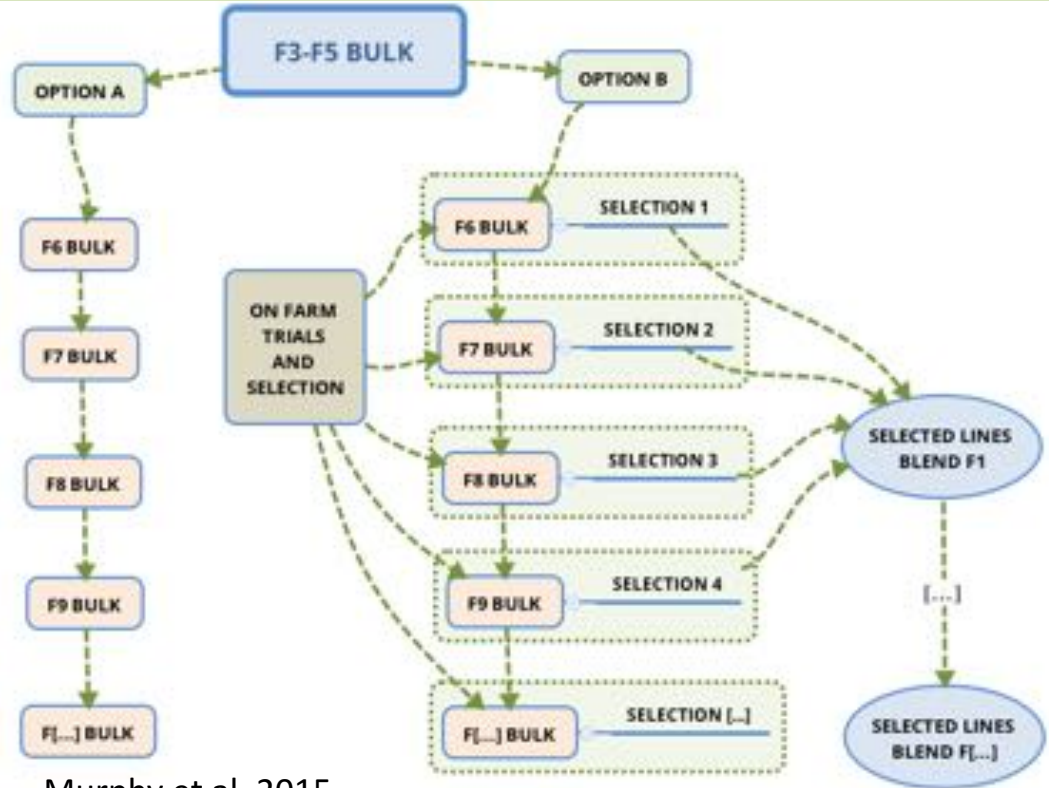 F3-F5 BULK
OPTION A
OPTION B
F6 BULK
F7 BULK
F8 BULK
F9 BULK
F[...] BULK
ON FARM
TRIALS
AND
SELECTION
F6 BULK
SELECTION 1
F7 BULK
SELECTION 2
F8 BULK
SELECTION 3
F9 BULK
SELECTION 4
F[...] BULK
SELECTION [...]
SELECTED LINES
BLEND F1
[...]
SELECTED LINES
BLEND F[...]
Murphy et al. 2015